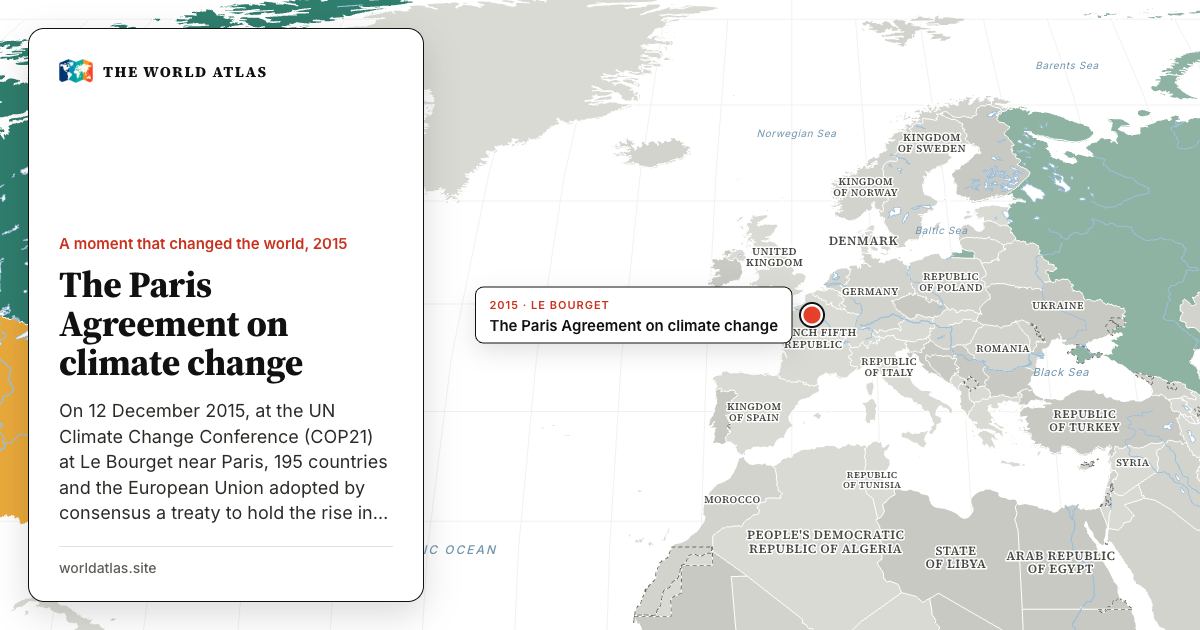 THE WORLD ATLAS
A moment that changed the world, 2015
The Paris
Agreement on
climate change
On 12 December 2015, at the UN
Climate Change Conference (COP21)
at Le Bourget near Paris, 195 countries
and the European Union adopted by
consensus a treaty to hold the rise in...
worldatlas.site
Barents Sea
Norwegian Sea
KINGDOM
OF SWEDEN
KINGDOM
OF NORWAY
Baltic Sea
DENMARK
UNITED
KINGDOM
REPUBLIC
OF POLAND
GERMANY
2015 · LE BOURGET
The Paris Agreement on climate change
UKRAINE
NCH FIFTH
REPUBLIC
ROMANIA
REPUBLIC
OF ITALY
Black Sea
KINGDOM
OF SPAIN
REPUBLIC
OF TURKEY
SYRIA
REPUBLIC
OF TUNISIA
MOROCCO
PEOPLE'S DEMOCRATIC
REPUBLIC OF ALGERIA
STATE
OF LIBYA
ARAB REPUBLIC
OF EGYPT
IC OCEAN